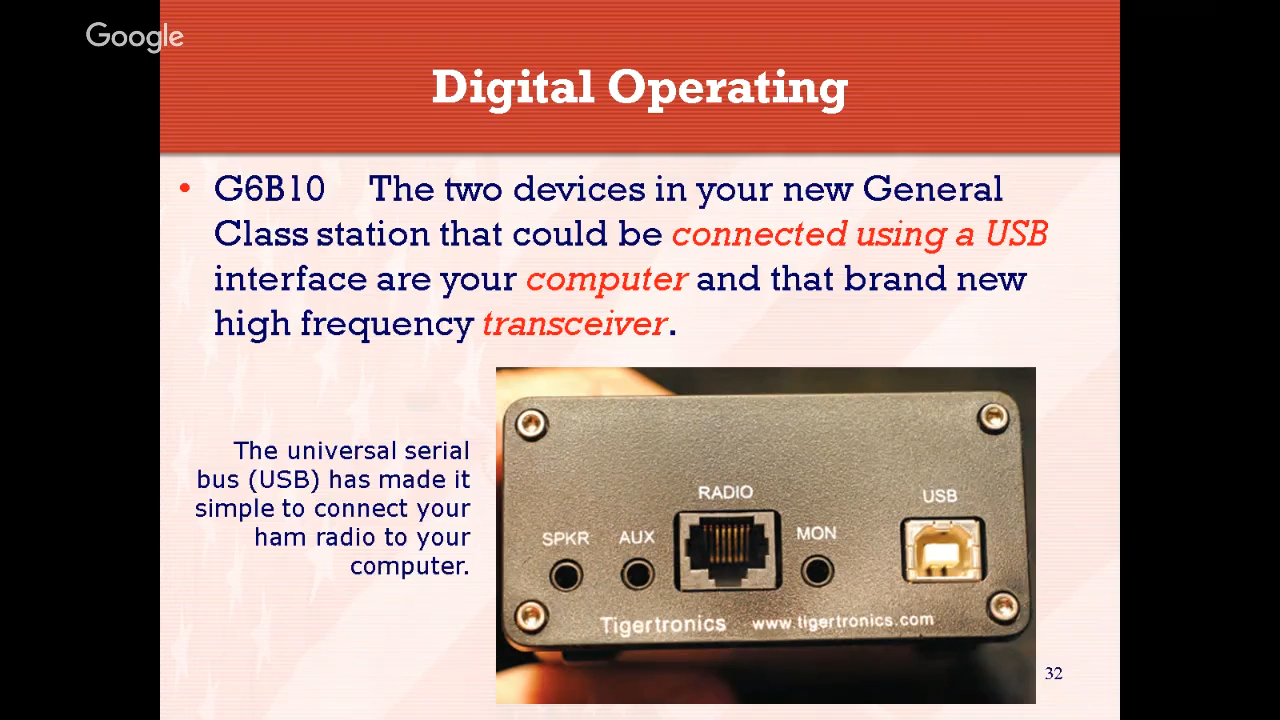 Google
Digital Operating
• G6B10 The two devices in your new General
Class station that could be connected using a USB
interface are your computer and that brand new
high frequency transceiver.
The universal serial
bus (USB) has made it
simple to connect your
ham radio to your
computer.
RADIO
USB
SPKR AUX MON
Tigertronics www.tigertronics.com
32